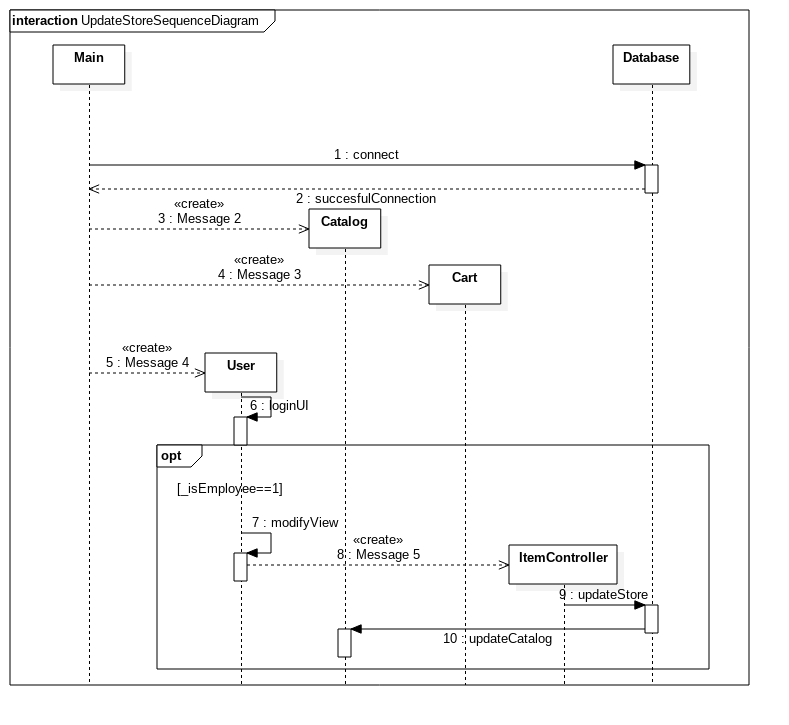 interaction UpdateStoreSequenceDiagram
Main
Database
1 : connect
2 : succesfulConnection
«create»
3 : Message 2
Catalog
«create»
4 : Message 3
Cart
«create»
5 : Message 4
User
6 : loginUI
opt
[_isEmployee==1]
7 : modifyView
«create»
8 : Message 5
ItemController
9 : updateStore
10 : updateCatalog